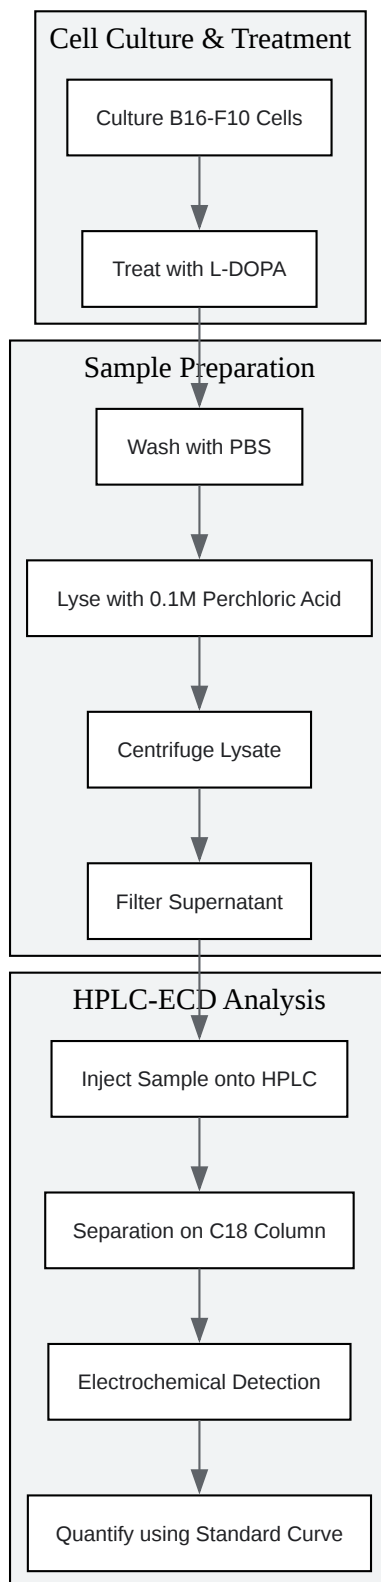 Cell Culture & Treatment
Culture B16-F10 Cells
Treat with L-DOPA
Sample Preparation
Wash with PBS
Lyse with 0.1M Perchloric Acid
Centrifuge Lysate
Filter Supernatant
HPLC-ECD Analysis
Inject Sample onto HPLC
Separation on C18 Column
Electrochemical Detection
Quantify using Standard Curve